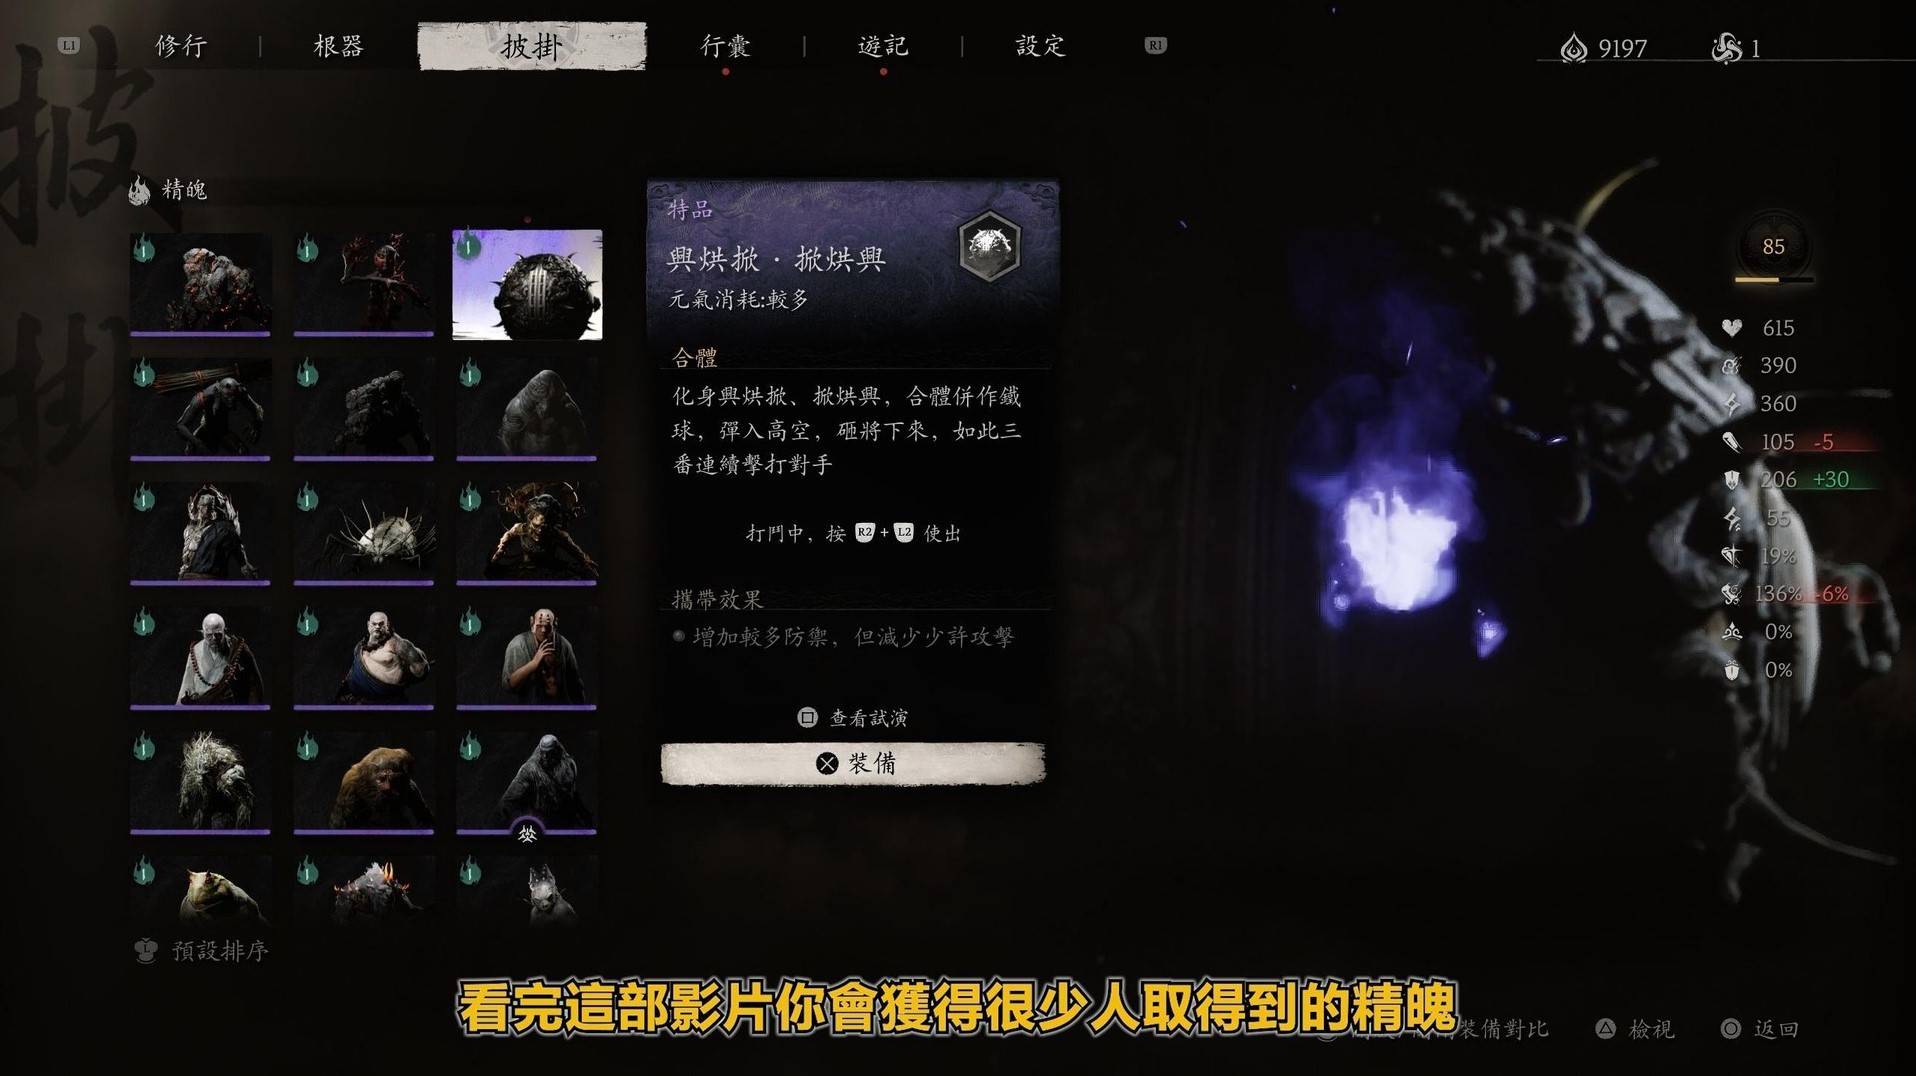 L1 修行 | 根器 披掛 行囊 | 遊記 | 設定 R1
9197 1
披掛
精魄
特品
興烘掀·掀烘興
元氣消耗:較多
合體
化身興烘掀、掀烘興，合體併作鐵
球，彈入高空，砸將下來，如此三
番連續擊打對手
打鬥中，按 R2 + L2 使出
攜帶效果
增加較多防禦，但減少少許攻擊
查看試演
裝備
85
615
390
360
105 -5
206 +30
55
19%
136% -6%
0%
0%
L 預設排序
看完這部影片你會獲得很少人取得到的精魄
裝備對比 檢視 返回